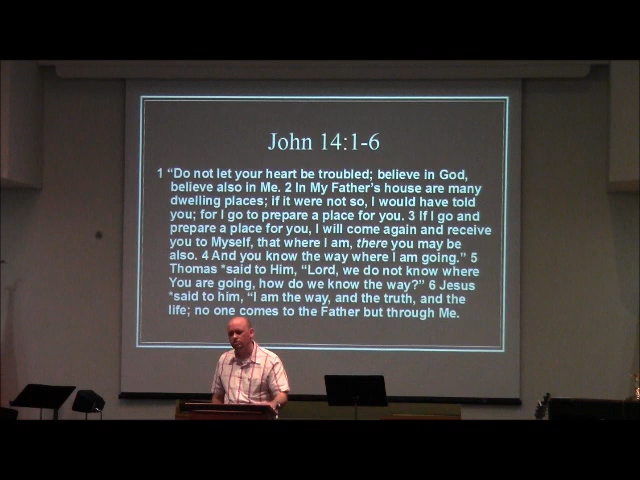 John 14:1-6
1 “Do not let your heart be troubled; believe in God,
believe also in Me. 2 In My Father’s house are many
dwelling places; if it were not so, I would have told
you; for I go to prepare a place for you. 3 If I go and
prepare a place for you, I will come again and receive
you to Myself, that where I am, there you may be
also. 4 And you know the way where I am going.” 5
Thomas *said to Him, “Lord, we do not know where
You are going, how do we know the way?” 6 Jesus
*said to him, “I am the way, and the truth, and the
life; no one comes to the Father but through Me.